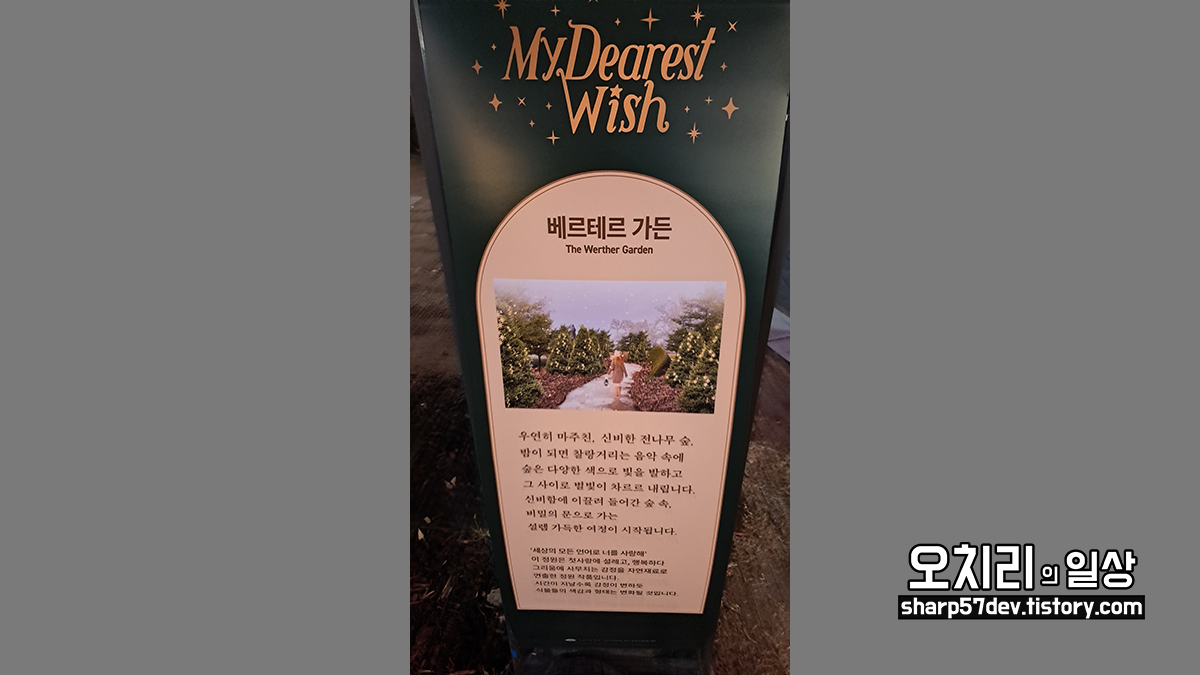 My Dearest
Wish
베르테르 가든
The Werther Garden
우연히 마주친, 신비한 전나무 숲,
밤이 되면 찰랑거리는 음악 속에
숲은 다양한 색으로 빛을 발하고
그 사이로 별빛이 차르르 내립니다.
신비함에 이끌려 들어간 숲 속,
비밀의 문으로 가는
설렘 가득한 여정이 시작됩니다.
'세상의 모든 언어로 너를 사랑해'
이 정원은 첫사랑에 설레고, 행복하다
그리움에 사무치는 감정을 자연재료로
연출한 정원 작품입니다.
시간이 지날수록 감정이 변하듯
식물들의 색감과 형태는 변화될 것입니다.
오치리의 일상
sharp57dev.tistory.com